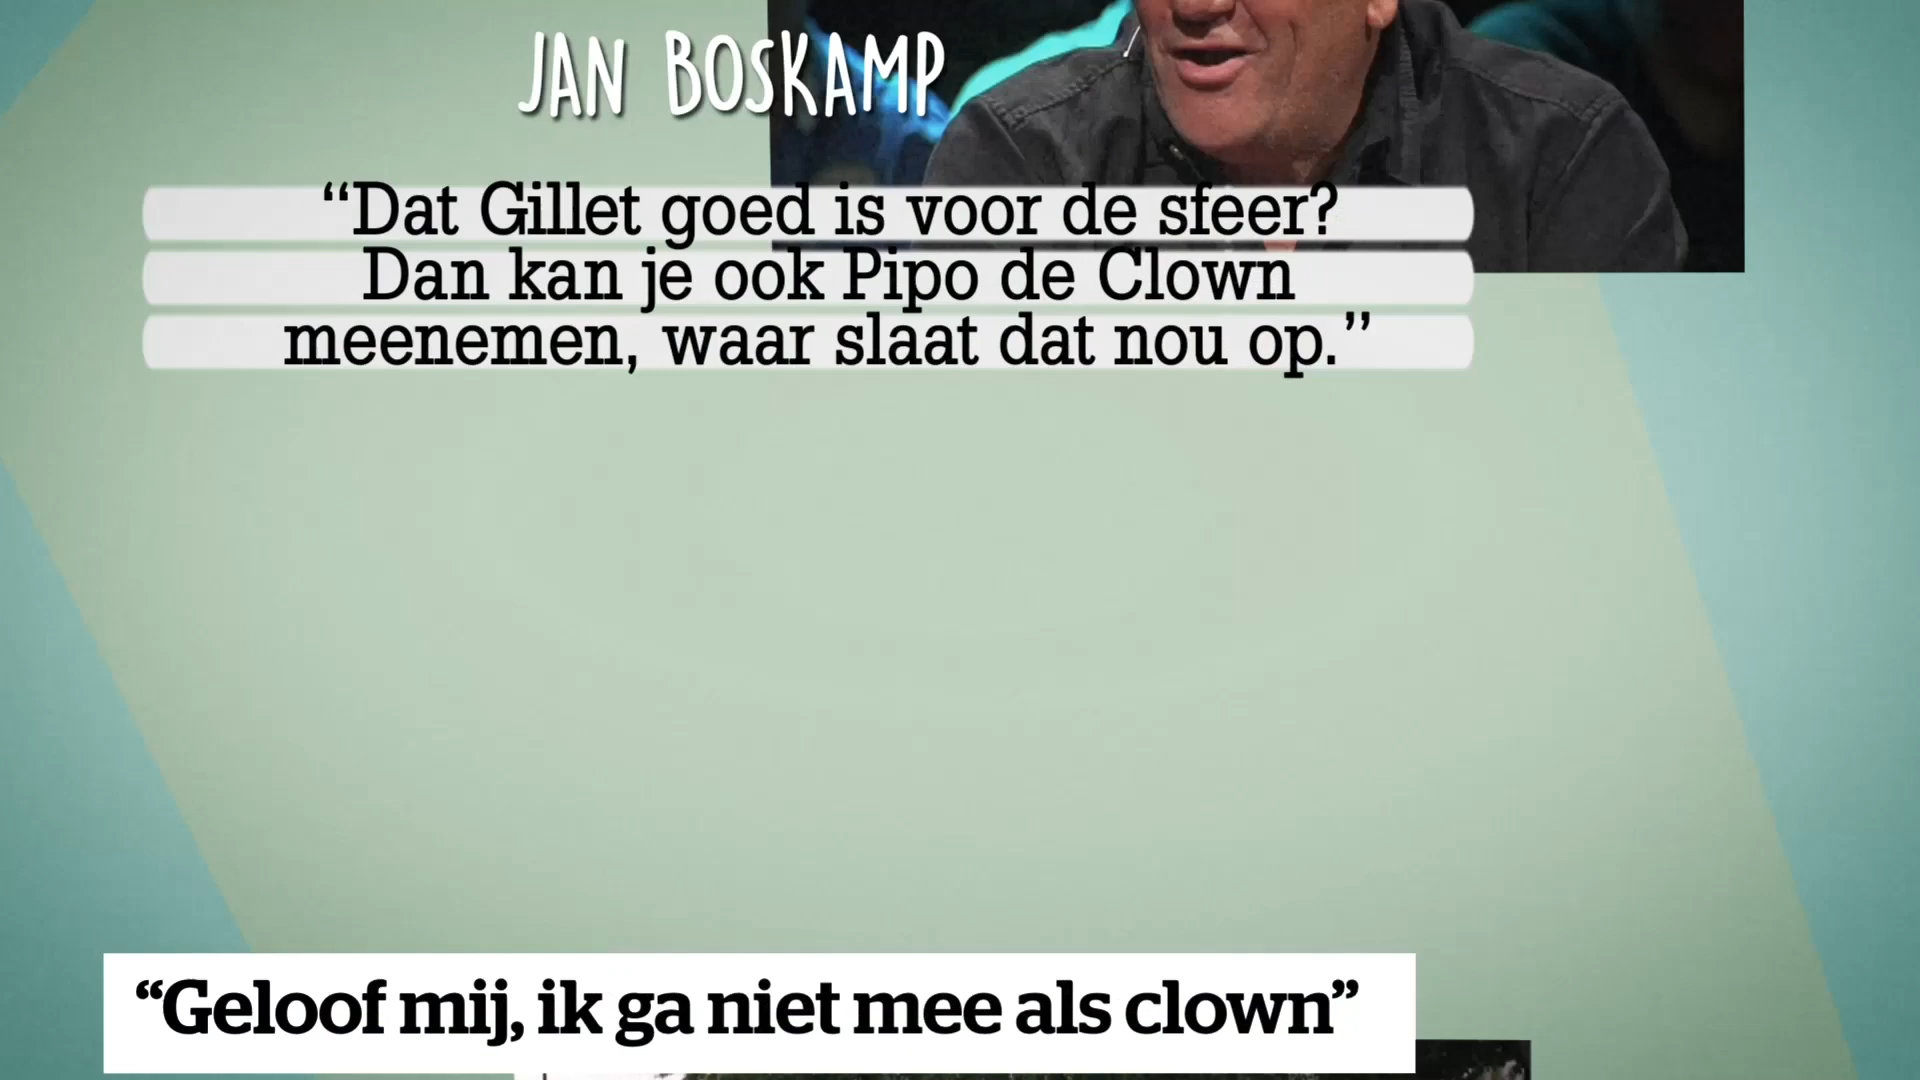 JAN BOSKAMP
“Dat Gillet goed is voor de sfeer?
Dan kan je ook Pipo de Clown
meenemen, waar slaat dat nou op.”
“Geloof mij, ik ga niet mee als clown”